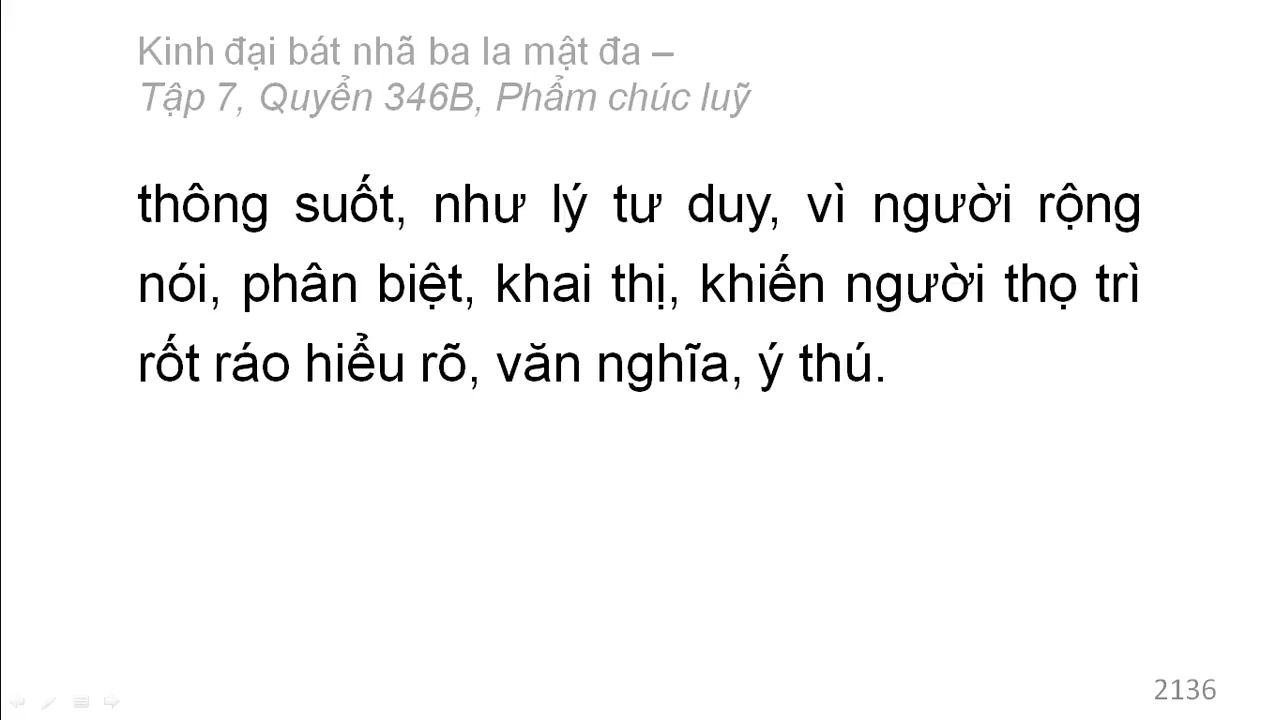 Kinh đại bát nhã ba la mật đa –
Tập 7, Quyển 346B, Phẩm chúc luỹ
thông suốt, như lý tư duy, vì người rộng
nói, phân biệt, khai thị, khiến người thọ trì
rốt ráo hiểu rõ, văn nghĩa, ý thú.
2136